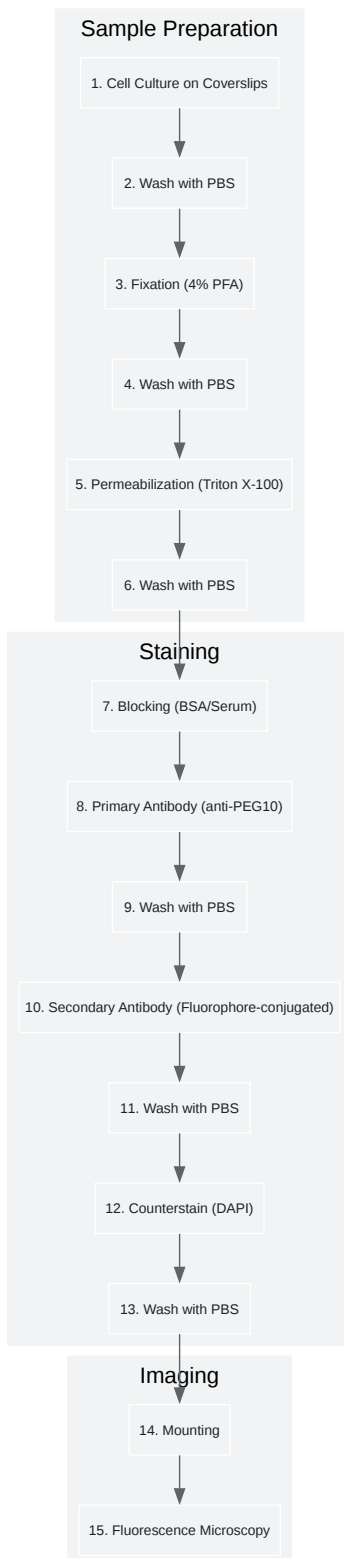 Sample Preparation
1. Cell Culture on Coverslips
2. Wash with PBS
3. Fixation (4% PFA)
4. Wash with PBS
5. Permeabilization (Triton X-100)
6. Wash with PBS
Staining
7. Blocking (BSA/Serum)
8. Primary Antibody (anti-PEG10)
9. Wash with PBS
10. Secondary Antibody (Fluorophore-conjugated)
11. Wash with PBS
12. Counterstain (DAPI)
13. Wash with PBS
Imaging
14. Mounting
15. Fluorescence Microscopy